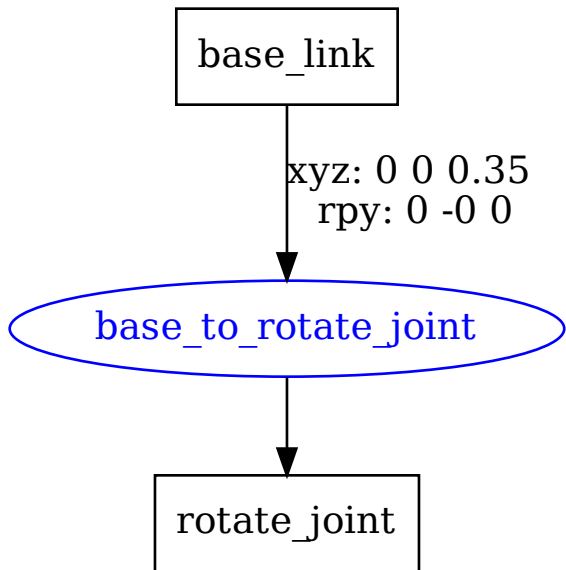 base_link
xyz: 0 0 0.35
rpy: 0 -0 0
base_to_rotate_joint
rotate_joint